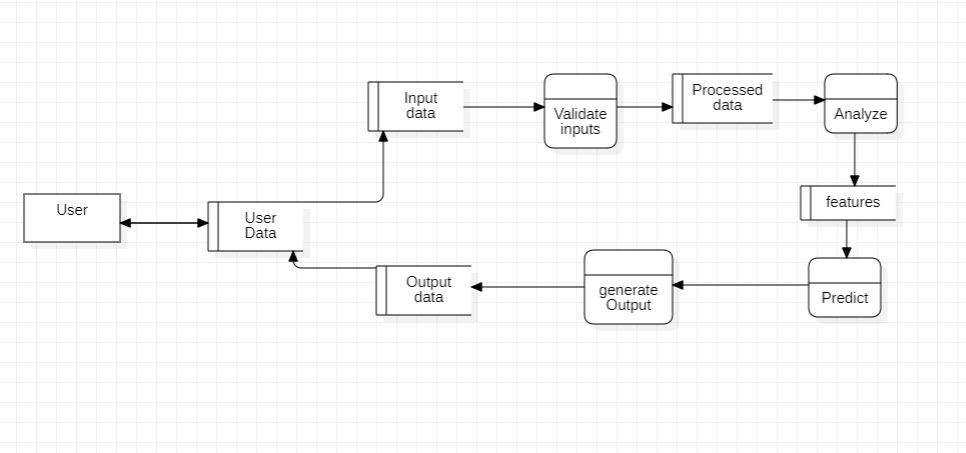 Input
data
Validate
inputs
Processed
data
Analyze
User
User
Data
features
Output
data
generate
Output
Predict